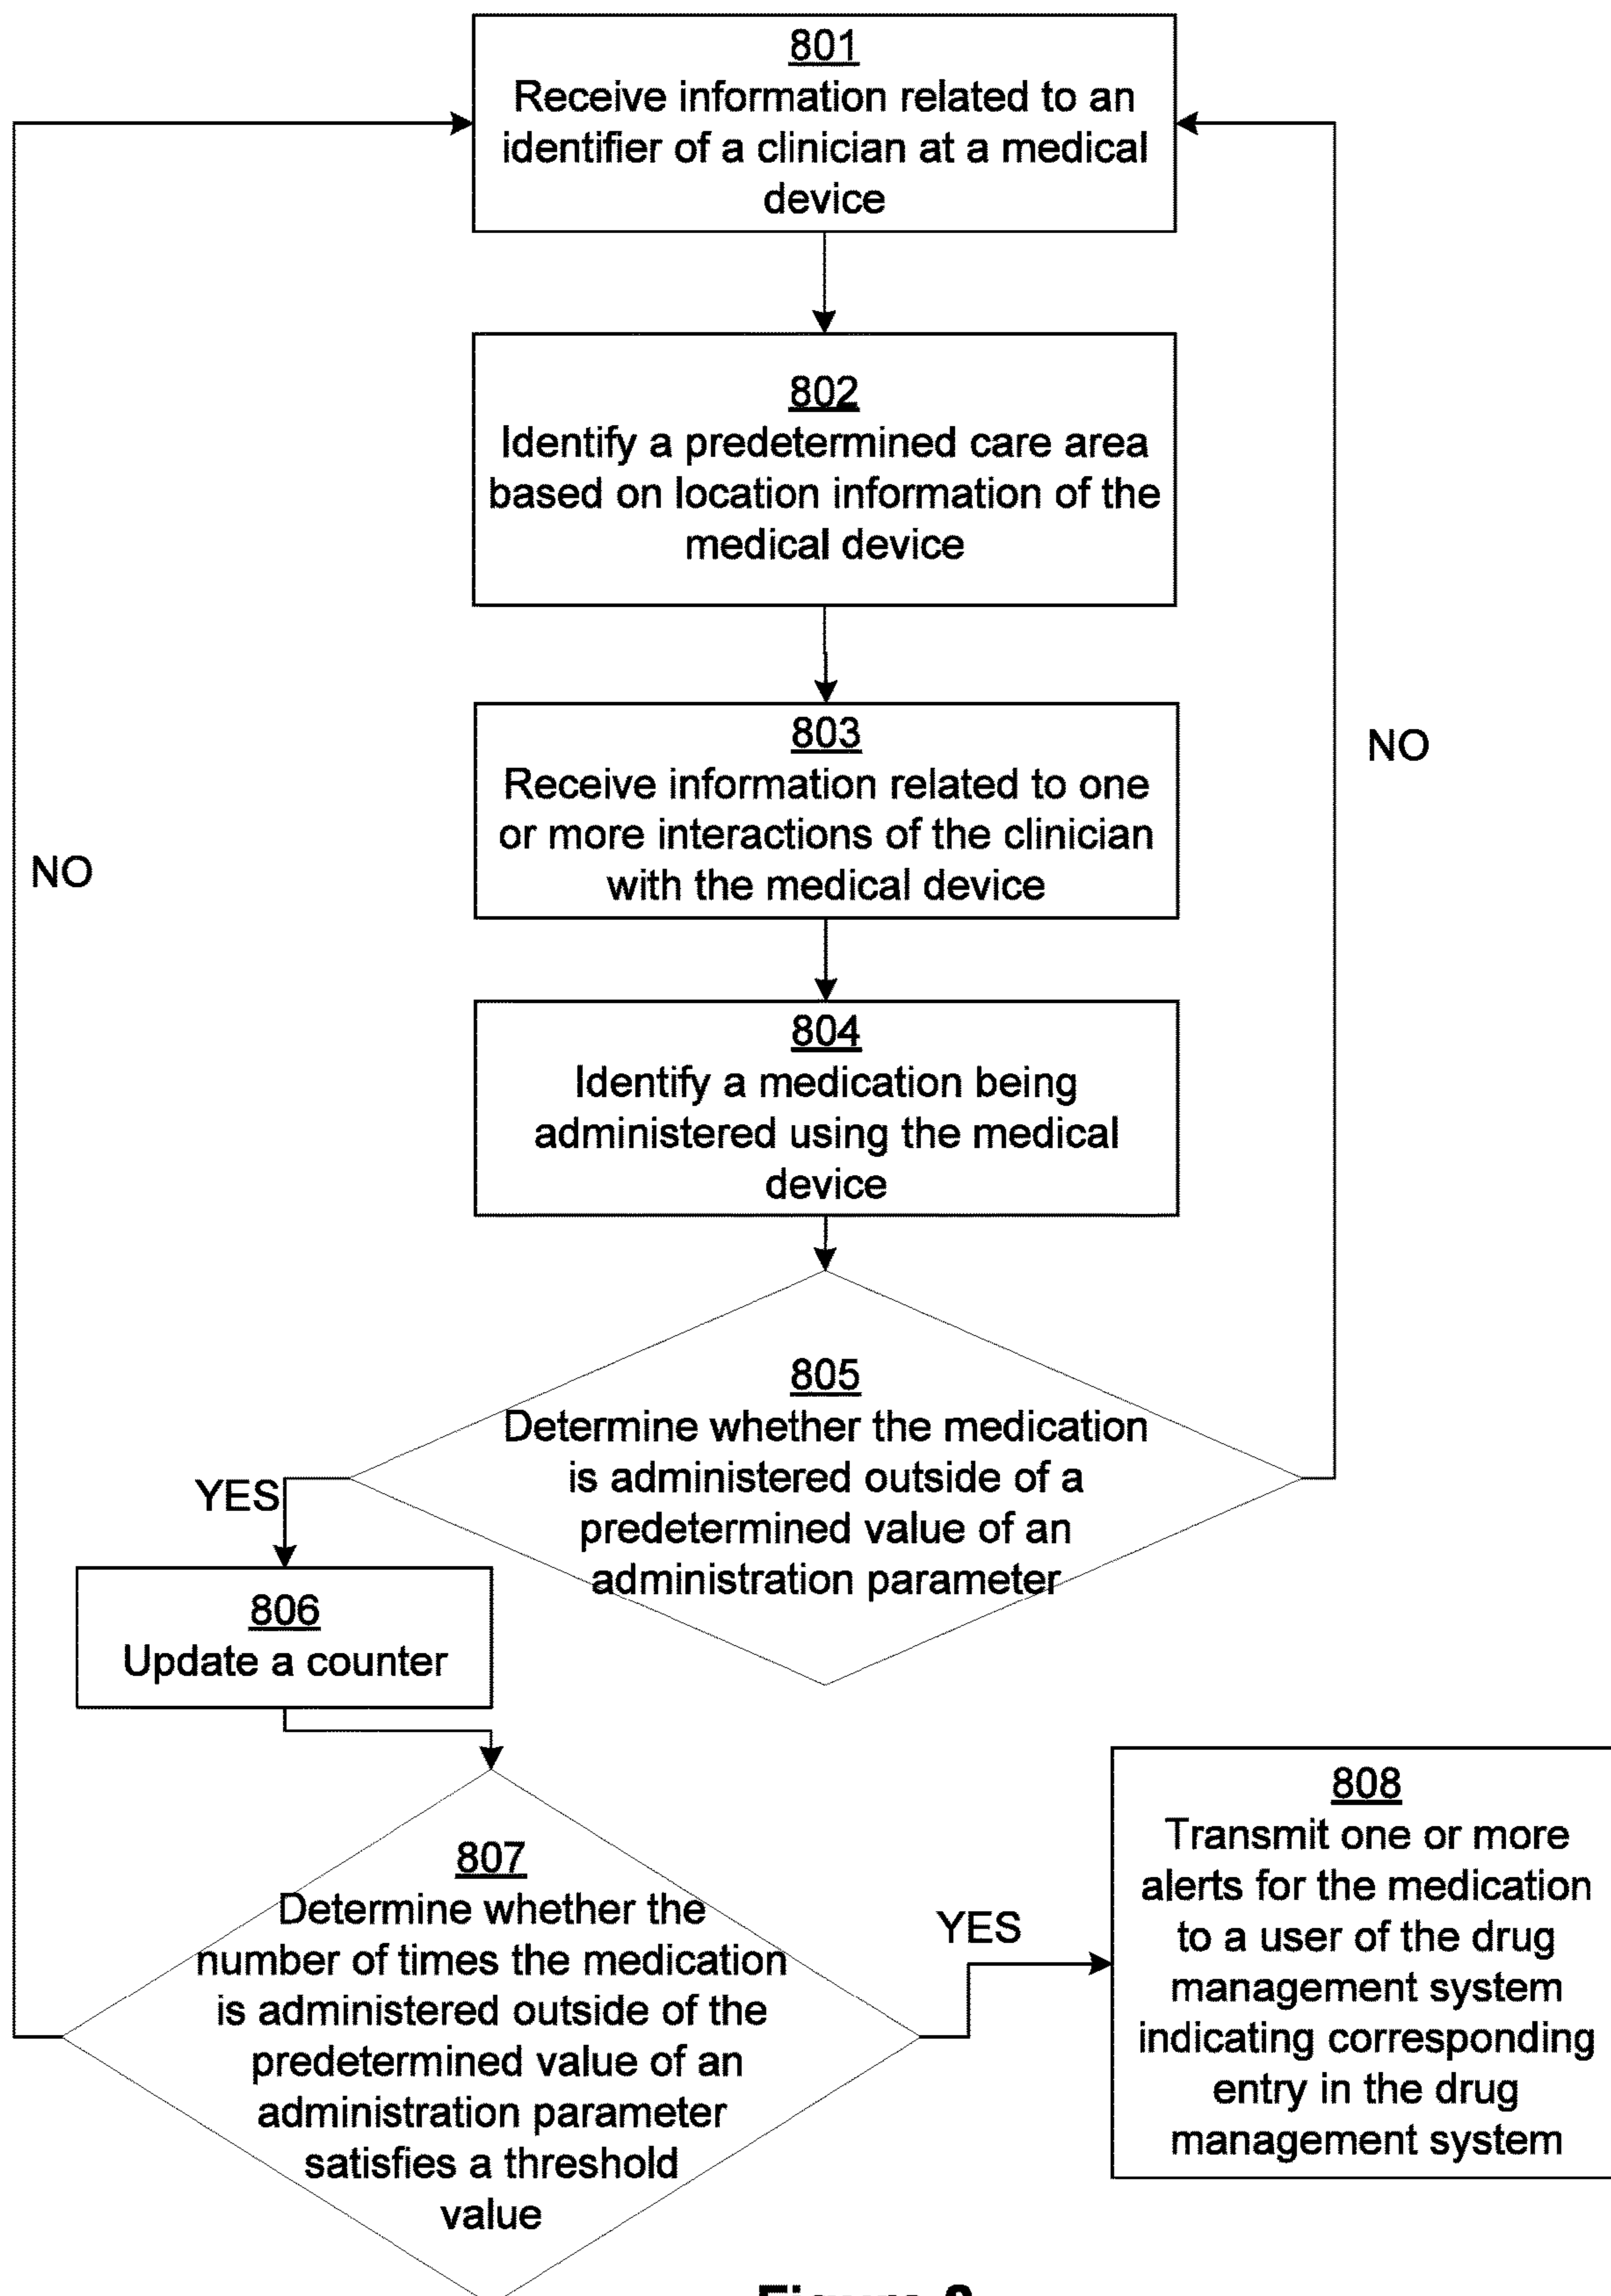 801
Receive information related to an
identifier of a clinician at a medical
device
802
Identify a predetermined care area
based on location information of the
medical device
803
Receive information related to one
or more interactions of the clinician
with the medical device
NO
NO
804
Identify a medication being
administered using the medical
device
805
Determine whether the medication
is administered outside of a
predetermined value of an
administration parameter
YES
806
Update a counter
807
Determine whether the
number of times the medication
is administered outside of the
predetermined value of an
administration parameter
satisfies a threshold
value
YES
808
Transmit one or more
alerts for the medication
to a user of the drug
management system
indicating corresponding
entry in the drug
management system